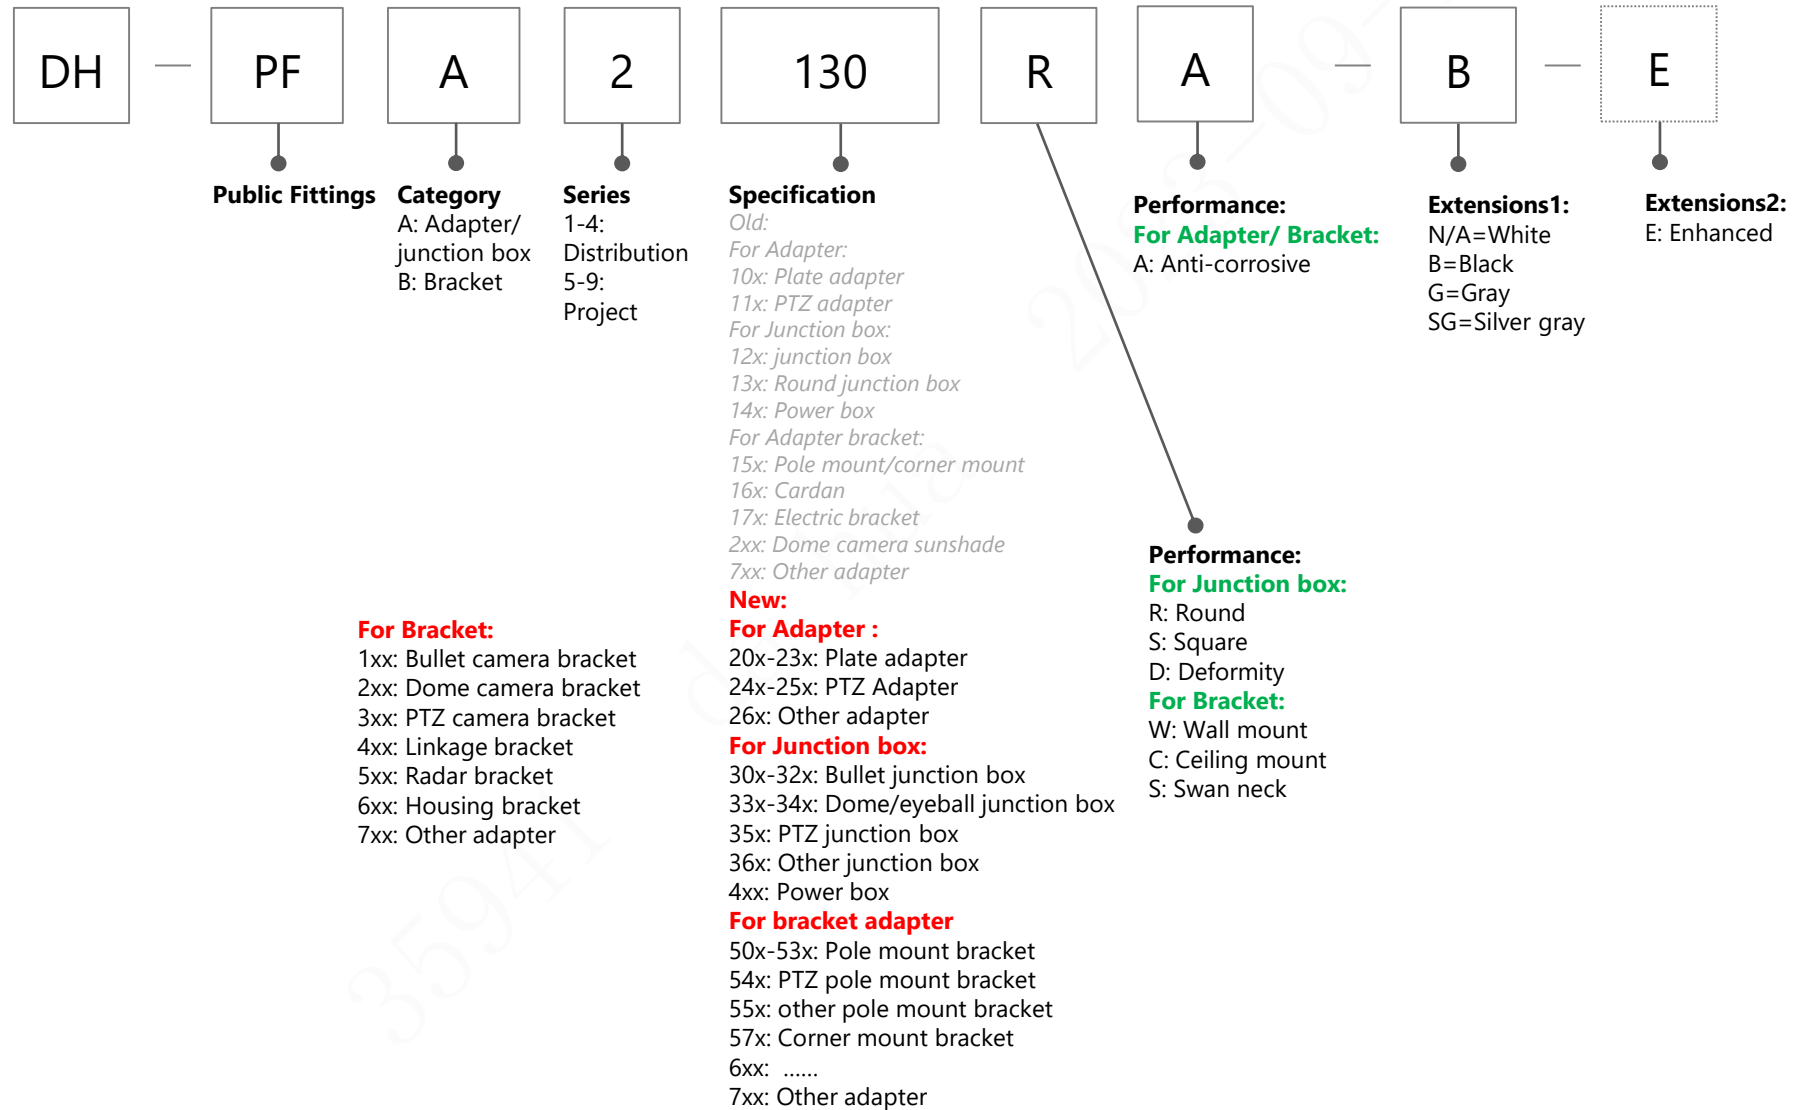 DH — PF A 2 130 R A — B — E
Public Fittings
Category
A: Adapter/
junction box
B: Bracket
Series
1-4:
Distribution
5-9:
Project
Specification
Old:
For Adapter:
10x: Plate adapter
11x: PTZ adapter
For Junction box:
12x: junction box
13x: Round junction box
14x: Power box
For Adapter bracket:
15x: Pole mount/corner mount
16x: Cardan
17x: Electric bracket
2xx: Dome camera sunshade
7xx: Other adapter
New:
For Adapter :
20x-23x: Plate adapter
24x-25x: PTZ Adapter
26x: Other adapter
For Junction box:
30x-32x: Bullet junction box
33x-34x: Dome/eyeball junction box
35x: PTZ junction box
36x: Other junction box
4xx: Power box
For bracket adapter
50x-53x: Pole mount bracket
54x: PTZ pole mount bracket
55x: other pole mount bracket
57x: Corner mount bracket
6xx: ......
7xx: Other adapter
For Bracket:
1xx: Bullet camera bracket
2xx: Dome camera bracket
3xx: PTZ camera bracket
4xx: Linkage bracket
5xx: Radar bracket
6xx: Housing bracket
7xx: Other adapter
Performance:
For Junction box:
R: Round
S: Square
D: Deformity
For Bracket:
W: Wall mount
C: Ceiling mount
S: Swan neck
Performance:
For Adapter/ Bracket:
A: Anti-corrosive
Extensions1:
N/A=White
B=Black
G=Gray
SG=Silver gray
Extensions2:
E: Enhanced